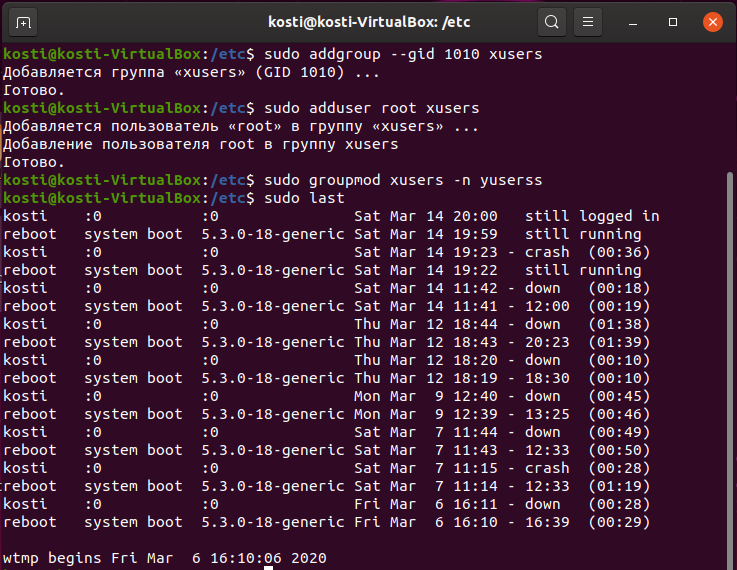 kosti@kosti-VirtualBox: /etc
kosti@kosti-VirtualBox:/etc$ sudo addgroup --gid 1010 xusers
Добавляется группа «xusers» (GID 1010) ...
Готово.
kosti@kosti-VirtualBox:/etc$ sudo adduser root xusers
Добавляется пользователь «root» в группу «xusers» ...
Добавление пользователя root в группу xusers
Готово.
kosti@kosti-VirtualBox:/etc$ sudo groupmod xusers -n yuserss
kosti@kosti-VirtualBox:/etc$ sudo last
kosti    :0           :0               Sat Mar 14 20:00   still logged in
reboot   system boot  5.3.0-18-generic Sat Mar 14 19:59   still running
kosti    :0           :0               Sat Mar 14 19:23 - crash  (00:36)
reboot   system boot  5.3.0-18-generic Sat Mar 14 19:22   still running
kosti    :0           :0               Sat Mar 14 11:42 - down   (00:18)
reboot   system boot  5.3.0-18-generic Sat Mar 14 11:41 - 12:00  (00:19)
kosti    :0           :0               Thu Mar 12 18:44 - down   (01:38)
reboot   system boot  5.3.0-18-generic Thu Mar 12 18:43 - 20:23  (01:39)
kosti    :0           :0               Thu Mar 12 18:20 - down   (00:10)
reboot   system boot  5.3.0-18-generic Thu Mar 12 18:19 - 18:30  (00:10)
kosti    :0           :0               Mon Mar  9 12:40 - down   (00:45)
reboot   system boot  5.3.0-18-generic Mon Mar  9 12:39 - 13:25  (00:46)
kosti    :0           :0               Sat Mar  7 11:44 - down   (00:49)
reboot   system boot  5.3.0-18-generic Sat Mar  7 11:43 - 12:33  (00:50)
kosti    :0           :0               Sat Mar  7 11:15 - crash  (00:28)
reboot   system boot  5.3.0-18-generic Sat Mar  7 11:14 - 12:33  (01:19)
kosti    :0           :0               Fri Mar  6 16:11 - down   (00:28)
reboot   system boot  5.3.0-18-generic Fri Mar  6 16:10 - 16:39  (00:29)
wtmp begins Fri Mar  6 16:10:06 2020